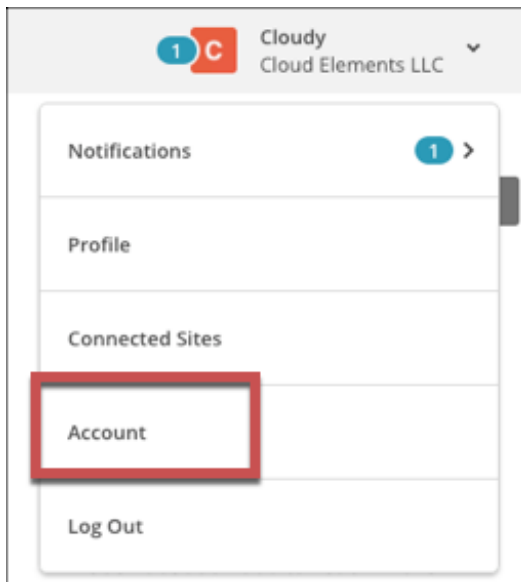 1 C Cloudy
Cloud Elements LLC
Notifications 1
Profile
Connected Sites
Account
Log Out